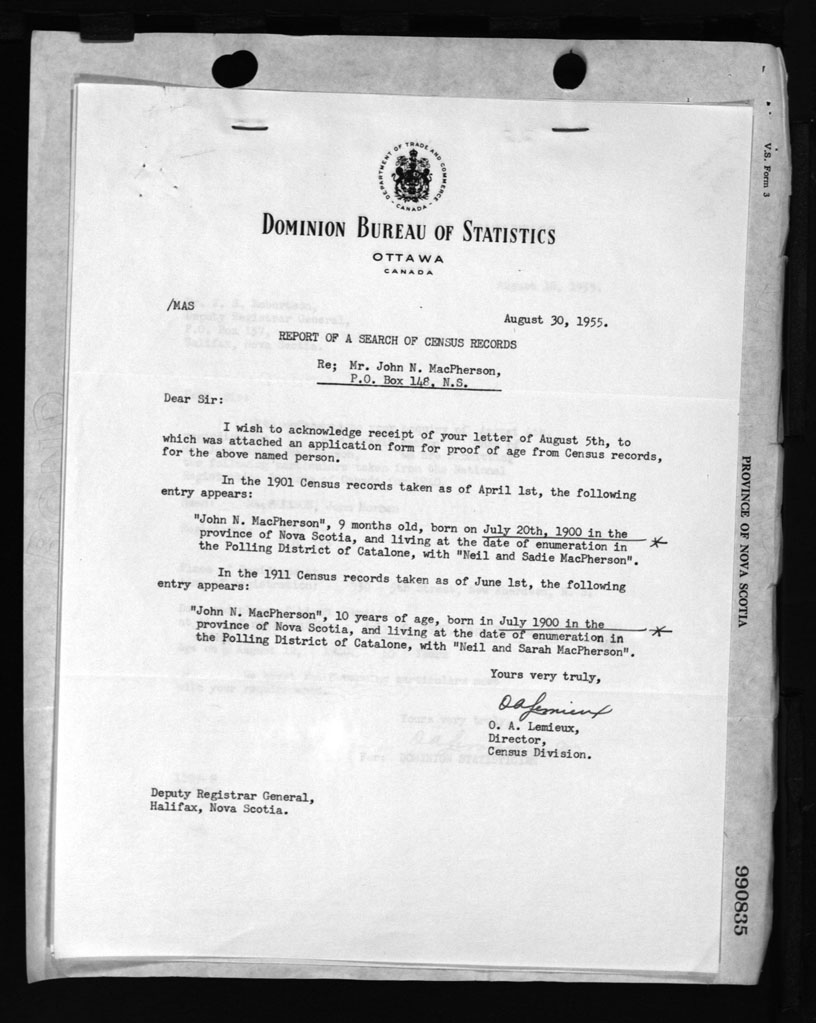 DEPARTMENT OF TRADE AND COMMERCE
CANADA
DOMINION BUREAU OF STATISTICS
OTTAWA
CANADA
/MAS
August 30, 1955.
REPORT OF A SEARCH OF CENSUS RECORDS
Re; Mr. John N. MacPherson,
P.O. Box 148, N.S.
Dear Sir:
I wish to acknowledge receipt of your letter of August 5th, to
which was attached an application form for proof of age from Census records,
for the above named person.
In the 1901 Census records taken as of April 1st, the following
entry appears:
"John N. MacPherson", 9 months old, born on July 20th, 1900 in the
province of Nova Scotia, and living at the date of enumeration in
the Polling District of Catalone, with "Neil and Sadie MacPherson".
In the 1911 Census records taken as of June 1st, the following
entry appears:
"John N. MacPherson", 10 years of age, born in July 1900 in the
province of Nova Scotia, and living at the date of enumeration in
the Polling District of Catalone, with "Neil and Sarah MacPherson".
Yours very truly,
O A Lemieux
O. A. Lemieux,
Director,
Census Division.
Deputy Registrar General,
Halifax, Nova Scotia.
V.S. Form 3
PROVINCE OF NOVA SCOTIA
990835